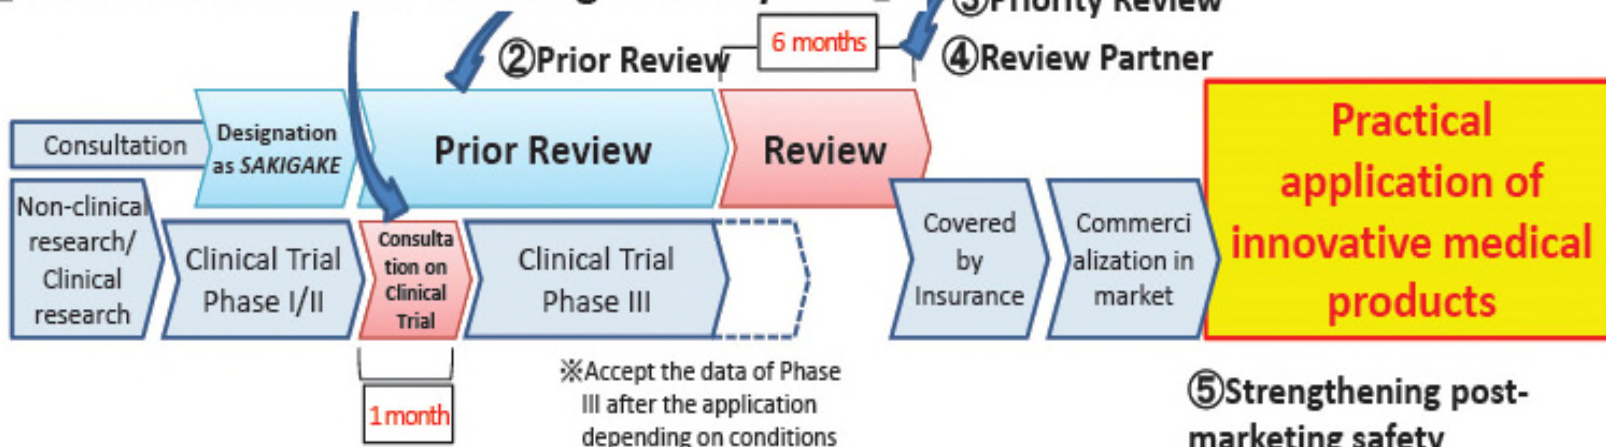 ③Priority Review
6 months
②Prior Review
④Review Partner
Consultation
Designation
as SAKIGAKE
Prior Review
Review
Practical
application of
innovative medical
products
Non-clinical
research/
Clinical
research
Clinical Trial
Phase I/II
Consulta
tion on
Clinical
Trial
Clinical Trial
Phase III
Covered
by
Insurance
Commerci
alization in
market
1 month
※Accept the data of Phase
III after the application
depending on conditions
⑤Strengthening post-
marketing safety